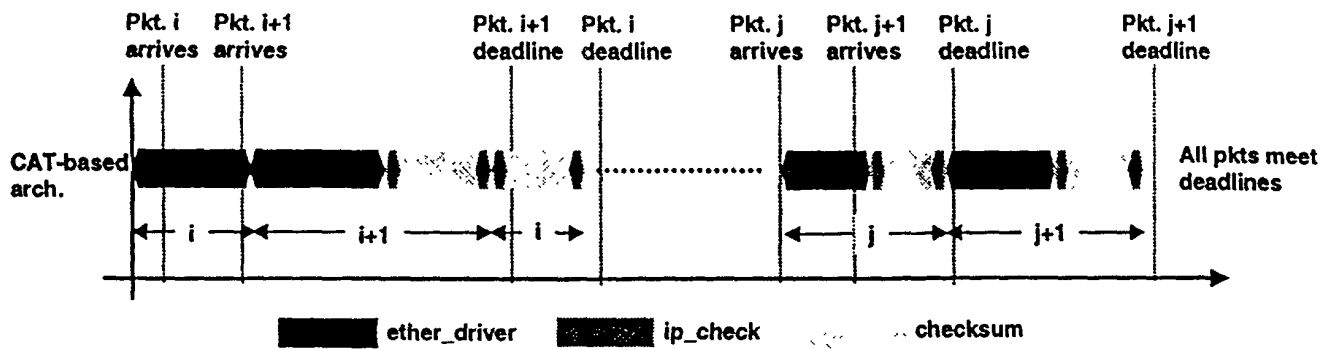 Pkt. i
arrives
Pkt. i+1
arrives
Pkt. i+1
deadline
Pkt. i
deadline
Pkt. j
arrives
Pkt. j+1
arrives
Pkt. j
deadline
Pkt. j+1
deadline
CAT-based
arch.
All pkts meet
deadlines
i
i+1
i
j
j+1
ether_driver
ip_check
checksum